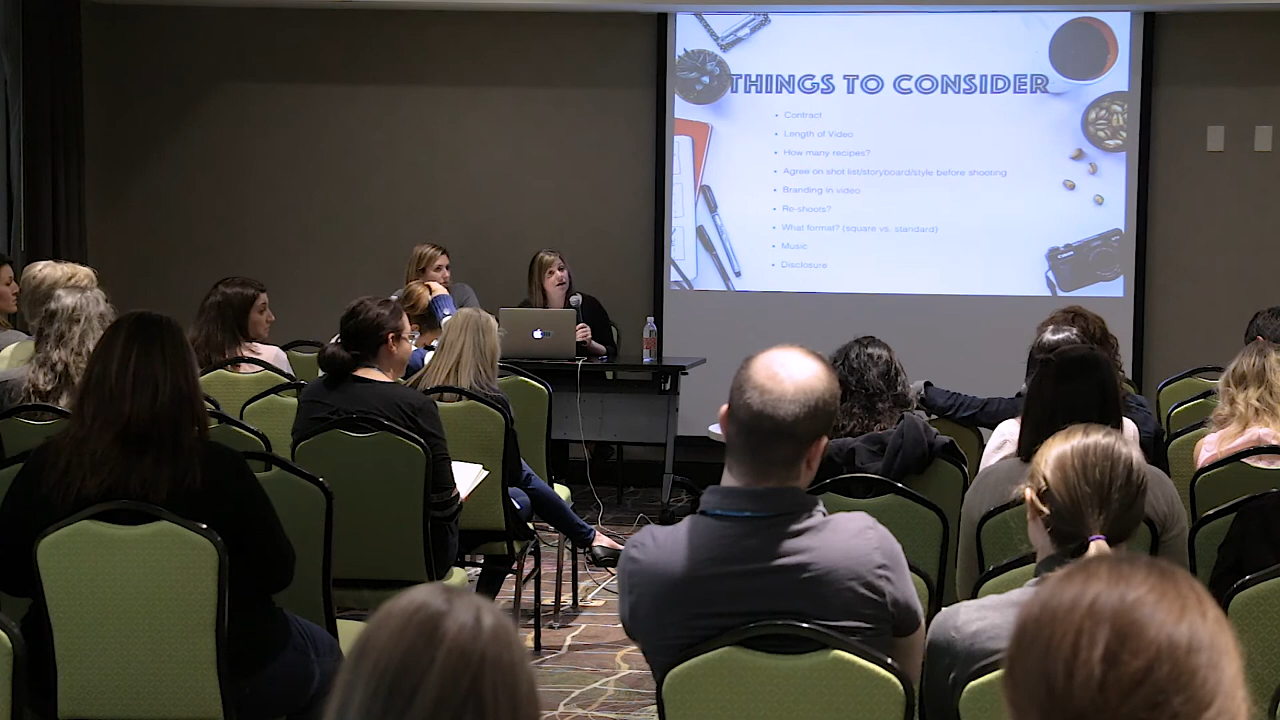 THINGS TO CONSIDER
• Contract
• Length of Video
• How many recipes?
• Agree on shot list/storyboard/style before shooting
• Branding in video
• Re-shoots?
• What format? (square vs. standard)
• Music
• Disclosure